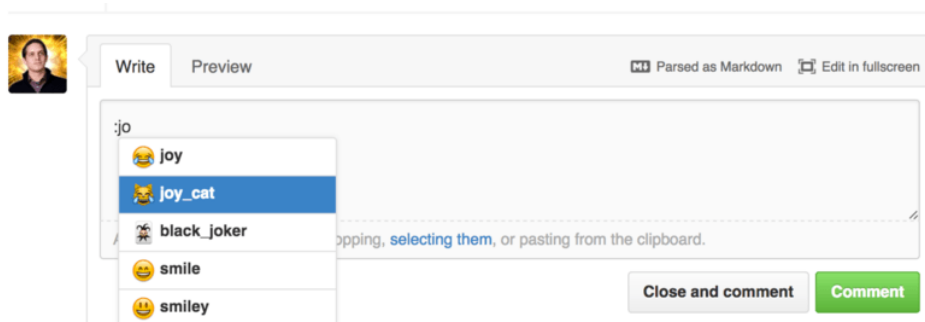 Write Preview Parsed as Markdown Edit in fullscreen
:jo
joy
joy_cat
black_joker
selecting them, or pasting from the clipboard.
smile
smiley
Close and comment Comment